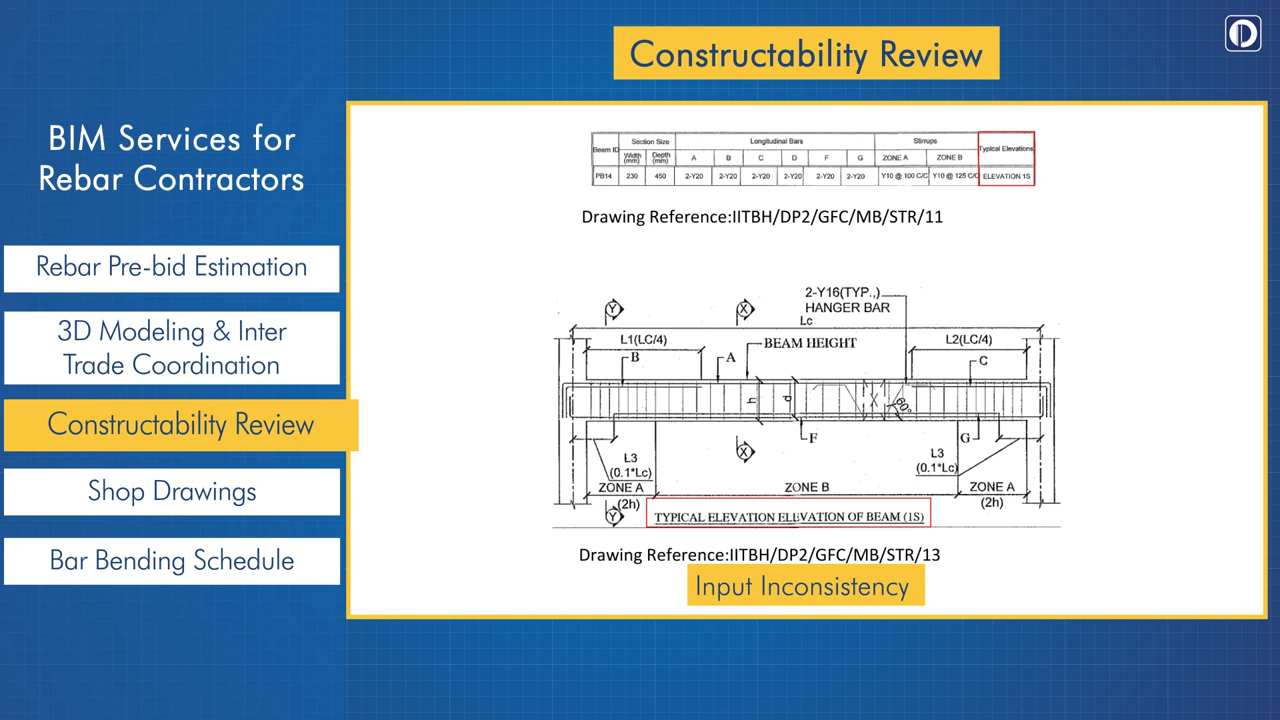 Constructability Review
BIM Services for
Rebar Contractors
Rebar Pre-bid Estimation
3D Modeling & Inter
Trade Coordination
Constructability Review
Shop Drawings
Bar Bending Schedule
Beam ID Section Size Longitudinal Bars Stirrups Typical Elevations
Width (mm) Depth (mm) A B C D F G ZONE A ZONE B
PB14 230 450 2-Y20 2-Y20 2-Y20 2-Y20 2-Y20 2-Y20 Y10 @ 100 C/C Y10 @ 125 C/C ELEVATION 1S
Drawing Reference:IITBH/DP2/GFC/MB/STR/11
2-Y16(TYP.,)
HANGER BAR
Y X
Lc
L1(LC/4) BEAM HEIGHT L2(LC/4)
B A C
h d 60°
F G
X
L3 L3
(0.1*Lc) (0.1*Lc)
ZONE A ZONE B ZONE A
(2h) (2h)
Y TYPICAL ELEVATION ELEVATION OF BEAM (1S)
Drawing Reference:IITBH/DP2/GFC/MB/STR/13
Input Inconsistency